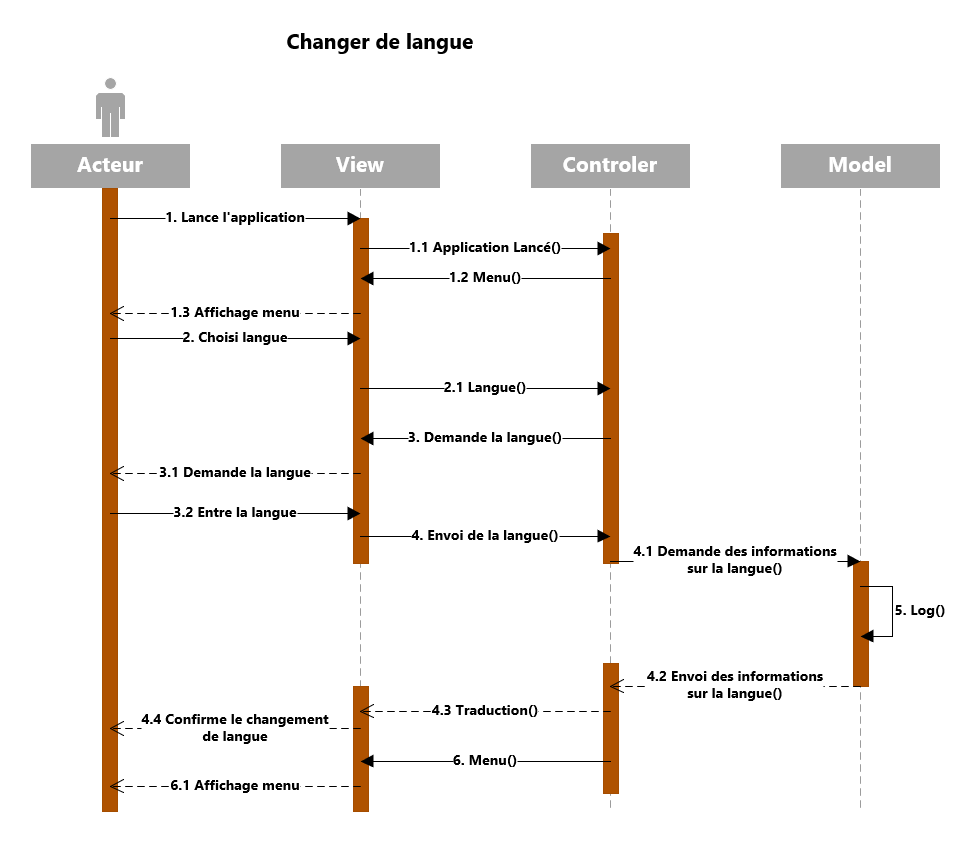 Changer de langue
Acteur
View
Controler
Model
1. Lance l'application
1.1 Application Lancé()
1.2 Menu()
1.3 Affichage menu
2. Choisi langue
2.1 Langue()
3. Demande la langue()
3.1 Demande la langue
3.2 Entre la langue
4. Envoi de la langue()
4.1 Demande des informations
sur la langue()
5. Log()
4.2 Envoi des informations
sur la langue()
4.3 Traduction()
4.4 Confirme le changement
de langue
6. Menu()
6.1 Affichage menu